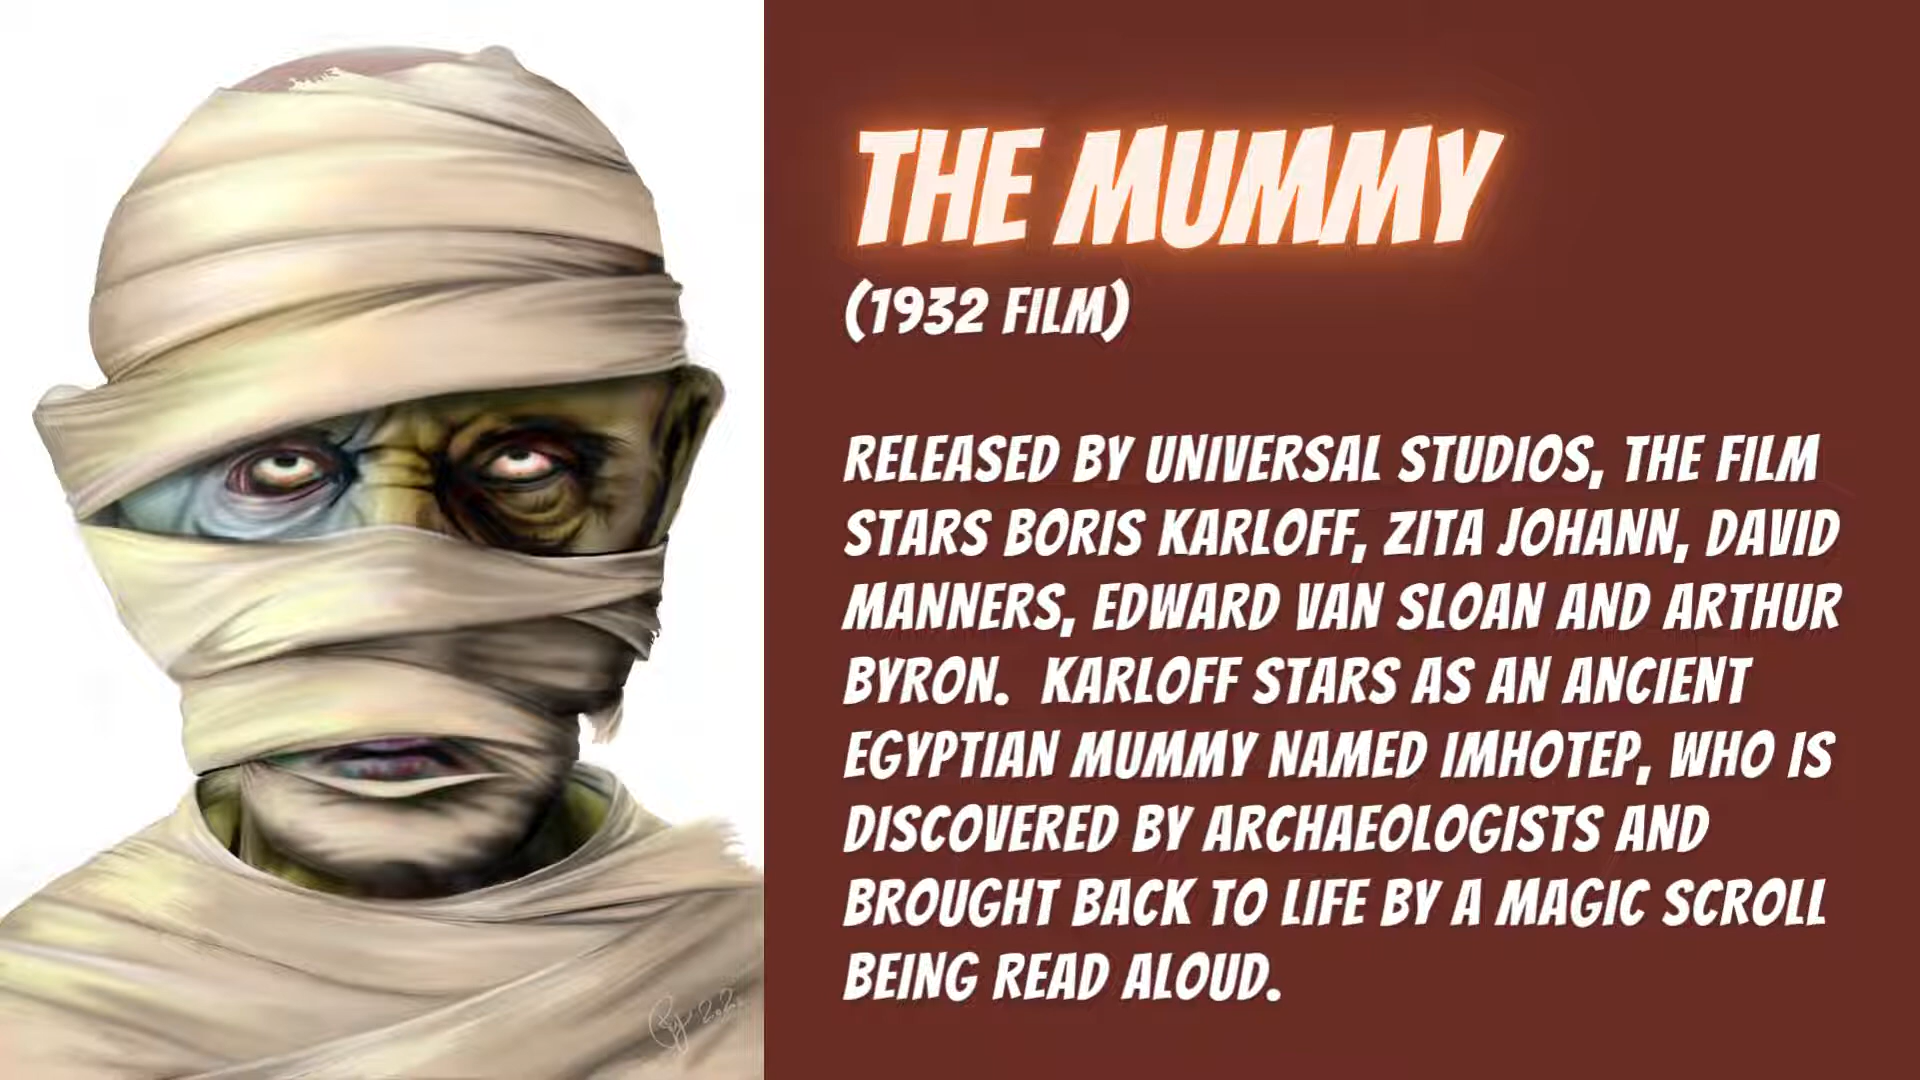 THE MUMMY
(1932 FILM)
RELEASED BY UNIVERSAL STUDIOS, THE FILM
STARS BORIS KARLOFF, ZITA JOHANN, DAVID
MANNERS, EDWARD VAN SLOAN AND ARTHUR
BYRON.  KARLOFF STARS AS AN ANCIENT
EGYPTIAN MUMMY NAMED IMHOTEP, WHO IS
DISCOVERED BY ARCHAEOLOGISTS AND
BROUGHT BACK TO LIFE BY A MAGIC SCROLL
BEING READ ALOUD.